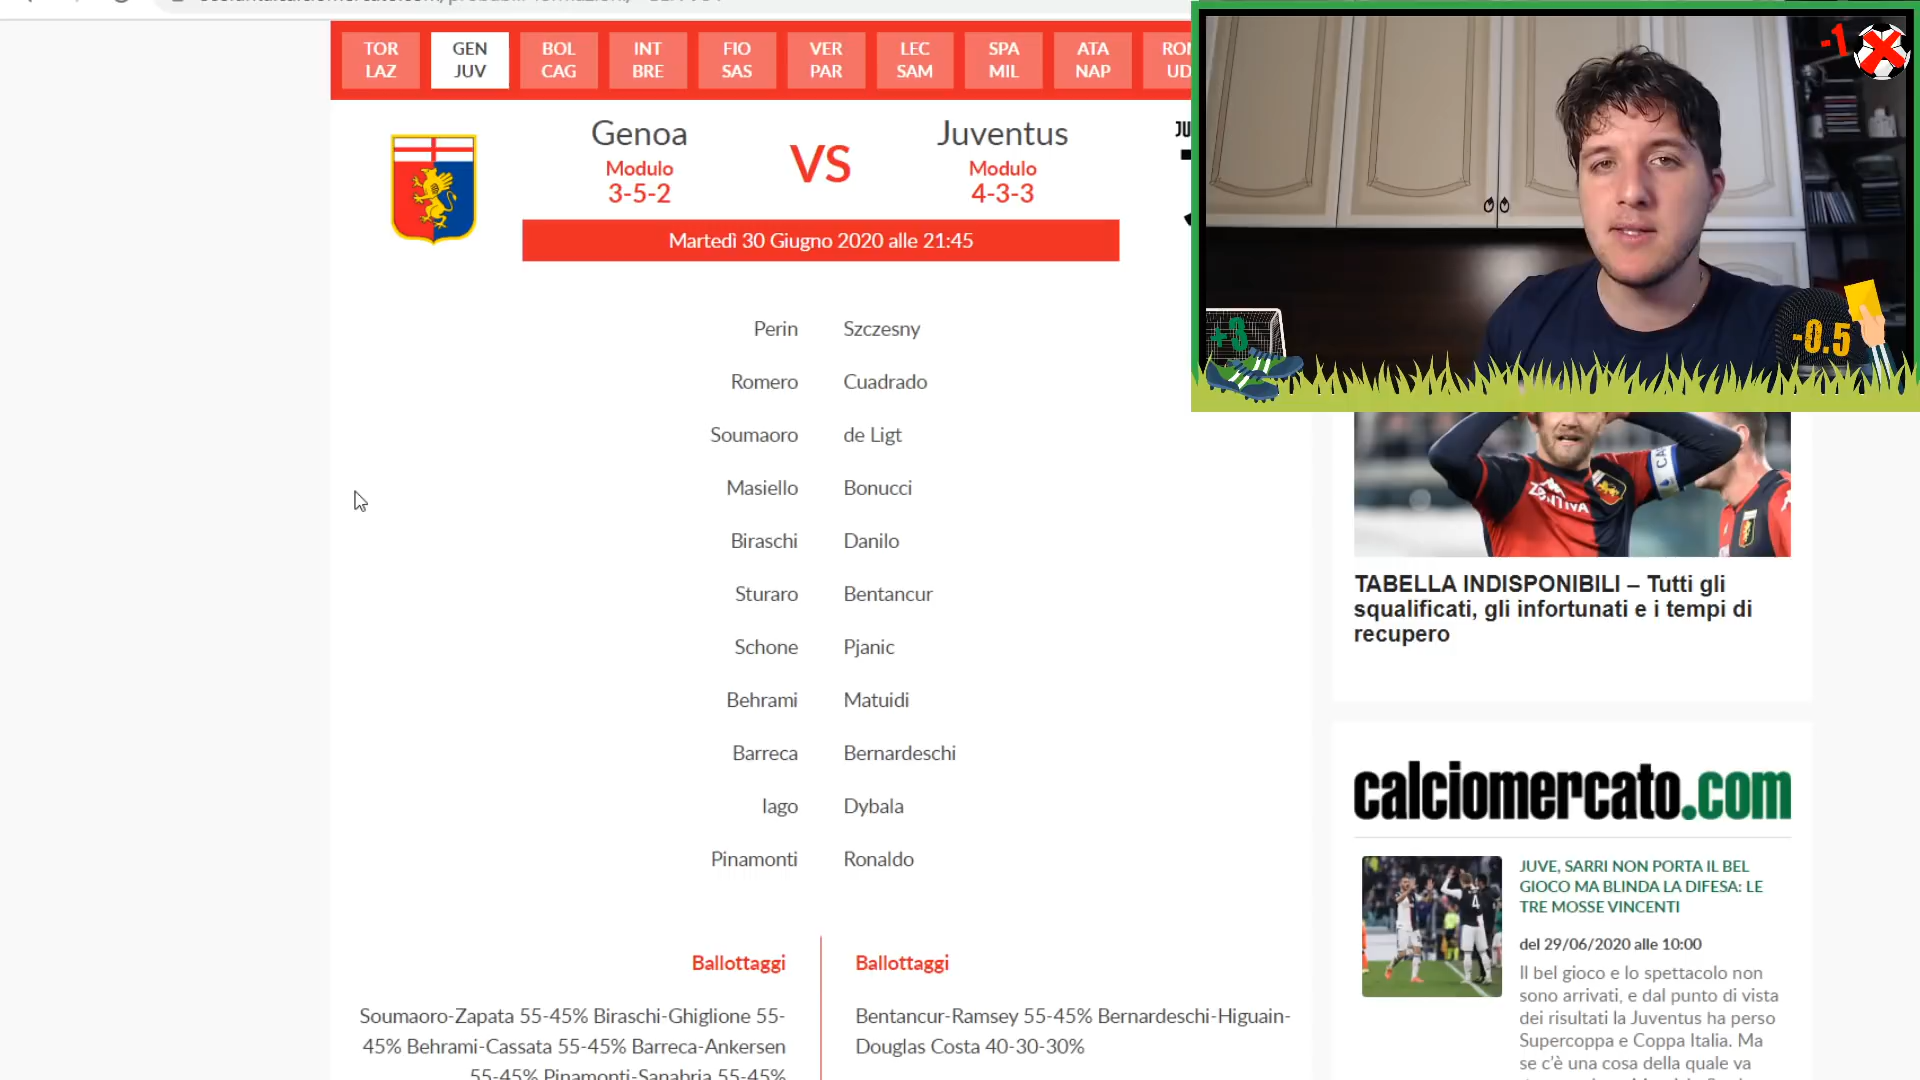 TOR
LAZ
GEN
JUV
BOL
CAG
INT
BRE
FIO
SAS
VER
PAR
LEC
SAM
SPA
MIL
ATA
NAP
Genoa
Modulo
3-5-2
VS
Juventus
Modulo
4-3-3
Martedì 30 Giugno 2020 alle 21:45
Perin Szczesny
Romero Cuadrado
Soumaoro de Ligt
Masiello Bonucci
Biraschi Danilo
Sturaro Bentancur
Schone Pjanic
Behrami Matuidi
Barreca Bernardeschi
Iago Dybala
Pinamonti Ronaldo
Ballottaggi
Soumaoro-Zapata 55-45% Biraschi-Ghiglione 55-
45% Behrami-Cassata 55-45% Barreca-Ankersen
55-45% Pinamonti-Sanabria 55-45%
Ballottaggi
Bentancur-Ramsey 55-45% Bernardeschi-Higuain-
Douglas Costa 40-30-30%
-1
+3
-0.5
TABELLA INDISPONIBILI – Tutti gli
squalificati, gli infortunati e i tempi di
recupero
calciomercato.com
JUVE, SARRI NON PORTA IL BEL
GIOCO MA BLINDA LA DIFESA: LE
TRE MOSSE VINCENTI
del 29/06/2020 alle 10:00
Il bel gioco e lo spettacolo non
sono arrivati, e dal punto di vista
dei risultati la Juventus ha perso
Supercoppa e Coppa Italia. Ma
se c'è una cosa della quale va